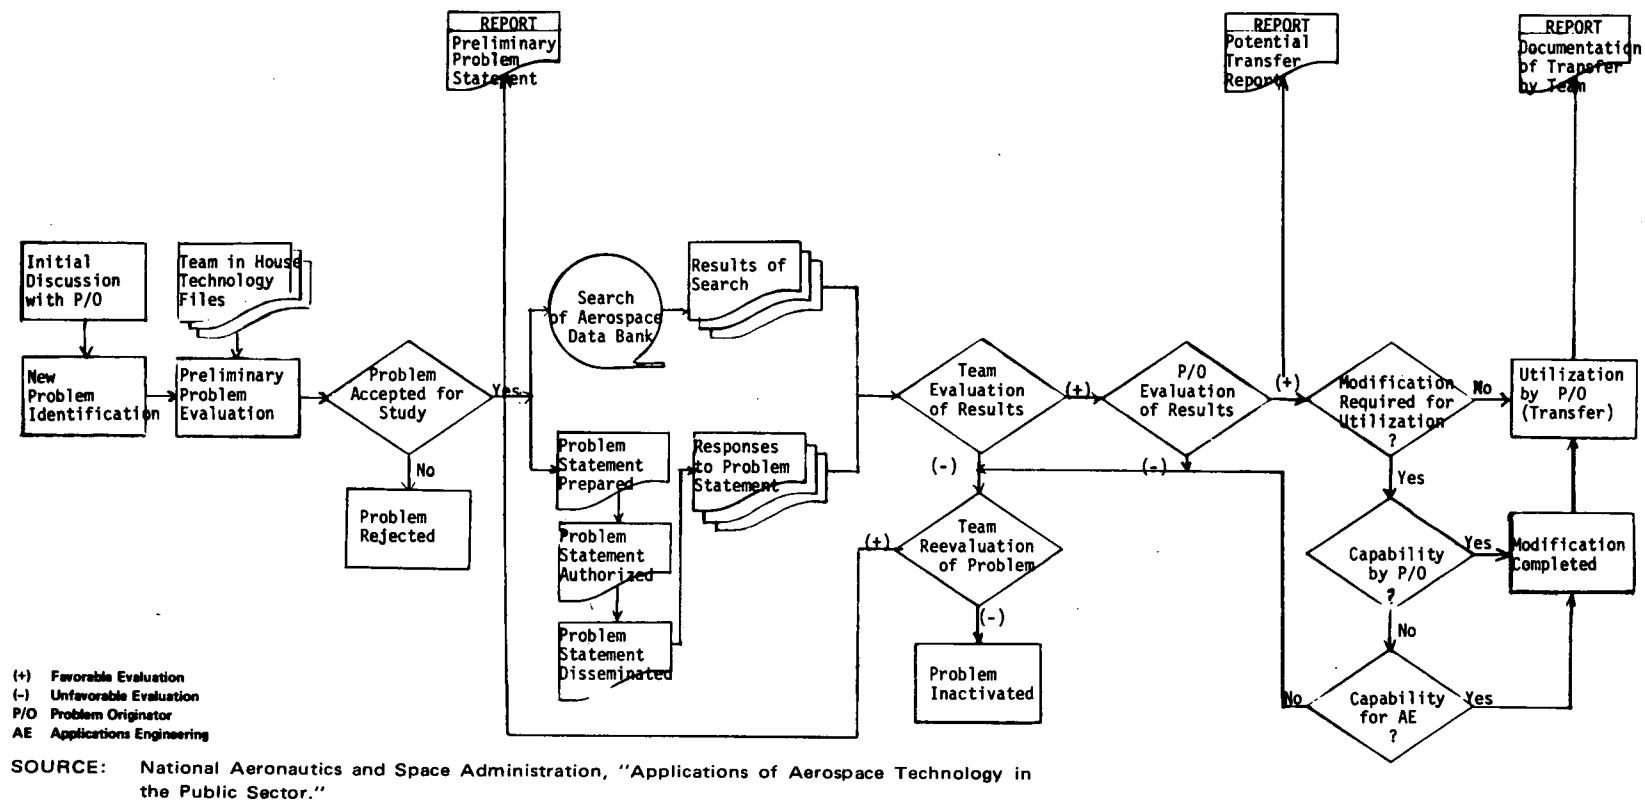 REPORT
Preliminary
Problem
Statement
REPORT
Potential
Transfer
Report
REPORT
Documentation
of Transfer
by Team
Initial
Discussion
with P/O
Team in House
Technology
Files
New
Problem
Identification
Preliminary
Problem
Evaluation
Problem
Accepted for
Study
Yes
No
Problem
Rejected
Search
of Aerospace
Data Bank
Results of
Search
Problem
Statement
Prepared
Problem
Statement
Authorized
Problem
Statement
Disseminated
Responses
to Problem
Statement
Team
Evaluation
of Results
(+)
(-)
P/O
Evaluation
of Results
(+)
(-)
Team
Reevaluation
of Problem
(+)
(-)
Problem
Inactivated
Modification
Required for
Utilization
?
No
Yes
Utilization
by P/O
(Transfer)
Capability
by P/O
?
Yes
No
Modification
Completed
Capability
for AE
?
No
Yes
(+) Favorable Evaluation
(-) Unfavorable Evaluation
P/O Problem Originator
AE Applications Engineering
SOURCE: National Aeronautics and Space Administration, "Applications of Aerospace Technology in
the Public Sector."